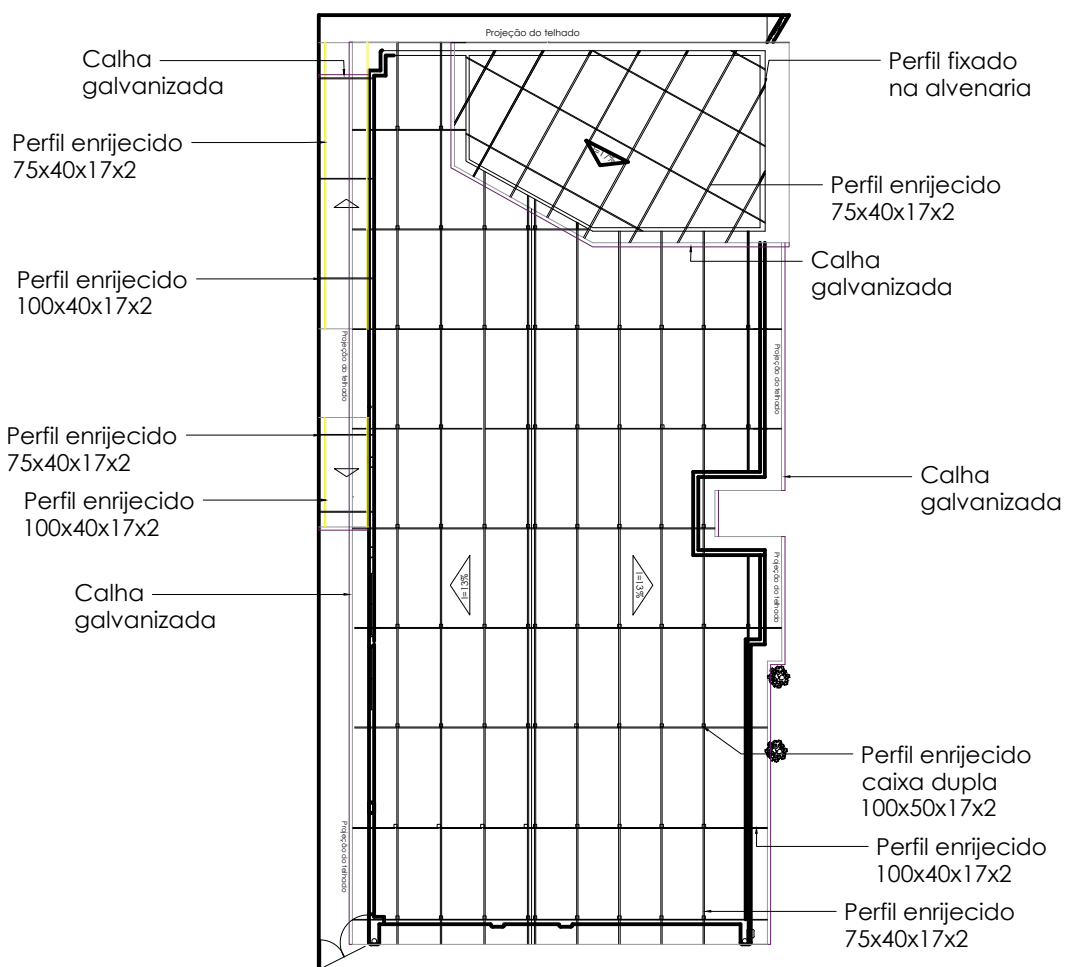 Projeção do telhado
Calha
galvanizada
Perfil fixado
na alvenaria
Perfil enrijecido
75x40x17x2
Perfil enrijecido
75x40x17x2
Calha
galvanizada
Perfil enrijecido
100x40x17x2
Projeção do telhado
Projeção do telhado
Perfil enrijecido
75x40x17x2
Perfil enrijecido
100x40x17x2
Calha
galvanizada
Calha
galvanizada
I=13%
I=13%
Projeção do telhado
Perfil enrijecido
caixa dupla
100x50x17x2
Perfil enrijecido
100x40x17x2
Projeção do telhado
Perfil enrijecido
75x40x17x2